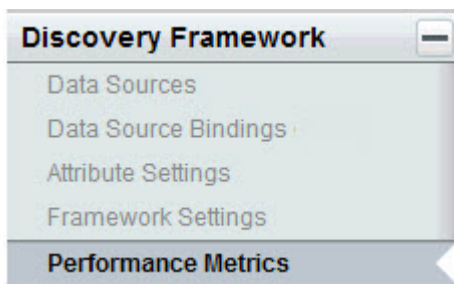 Discovery Framework
Data Sources
Data Source Bindings
Attribute Settings
Framework Settings
Performance Metrics